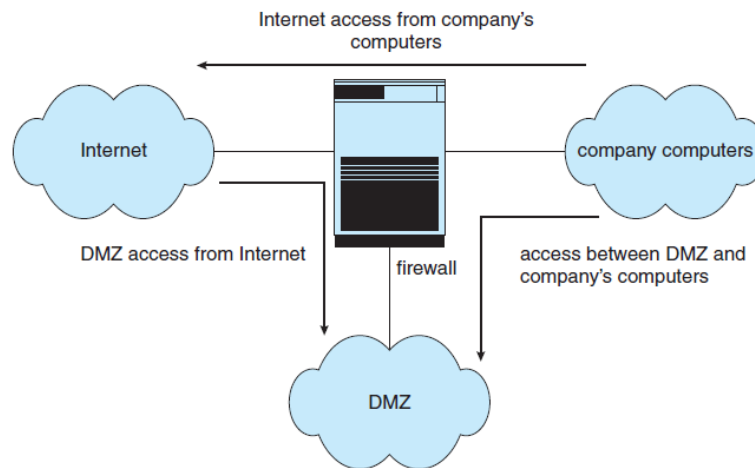 Internet access from company's
computers
Internet
company computers
DMZ access from Internet
firewall
access between DMZ and
company's computers
DMZ